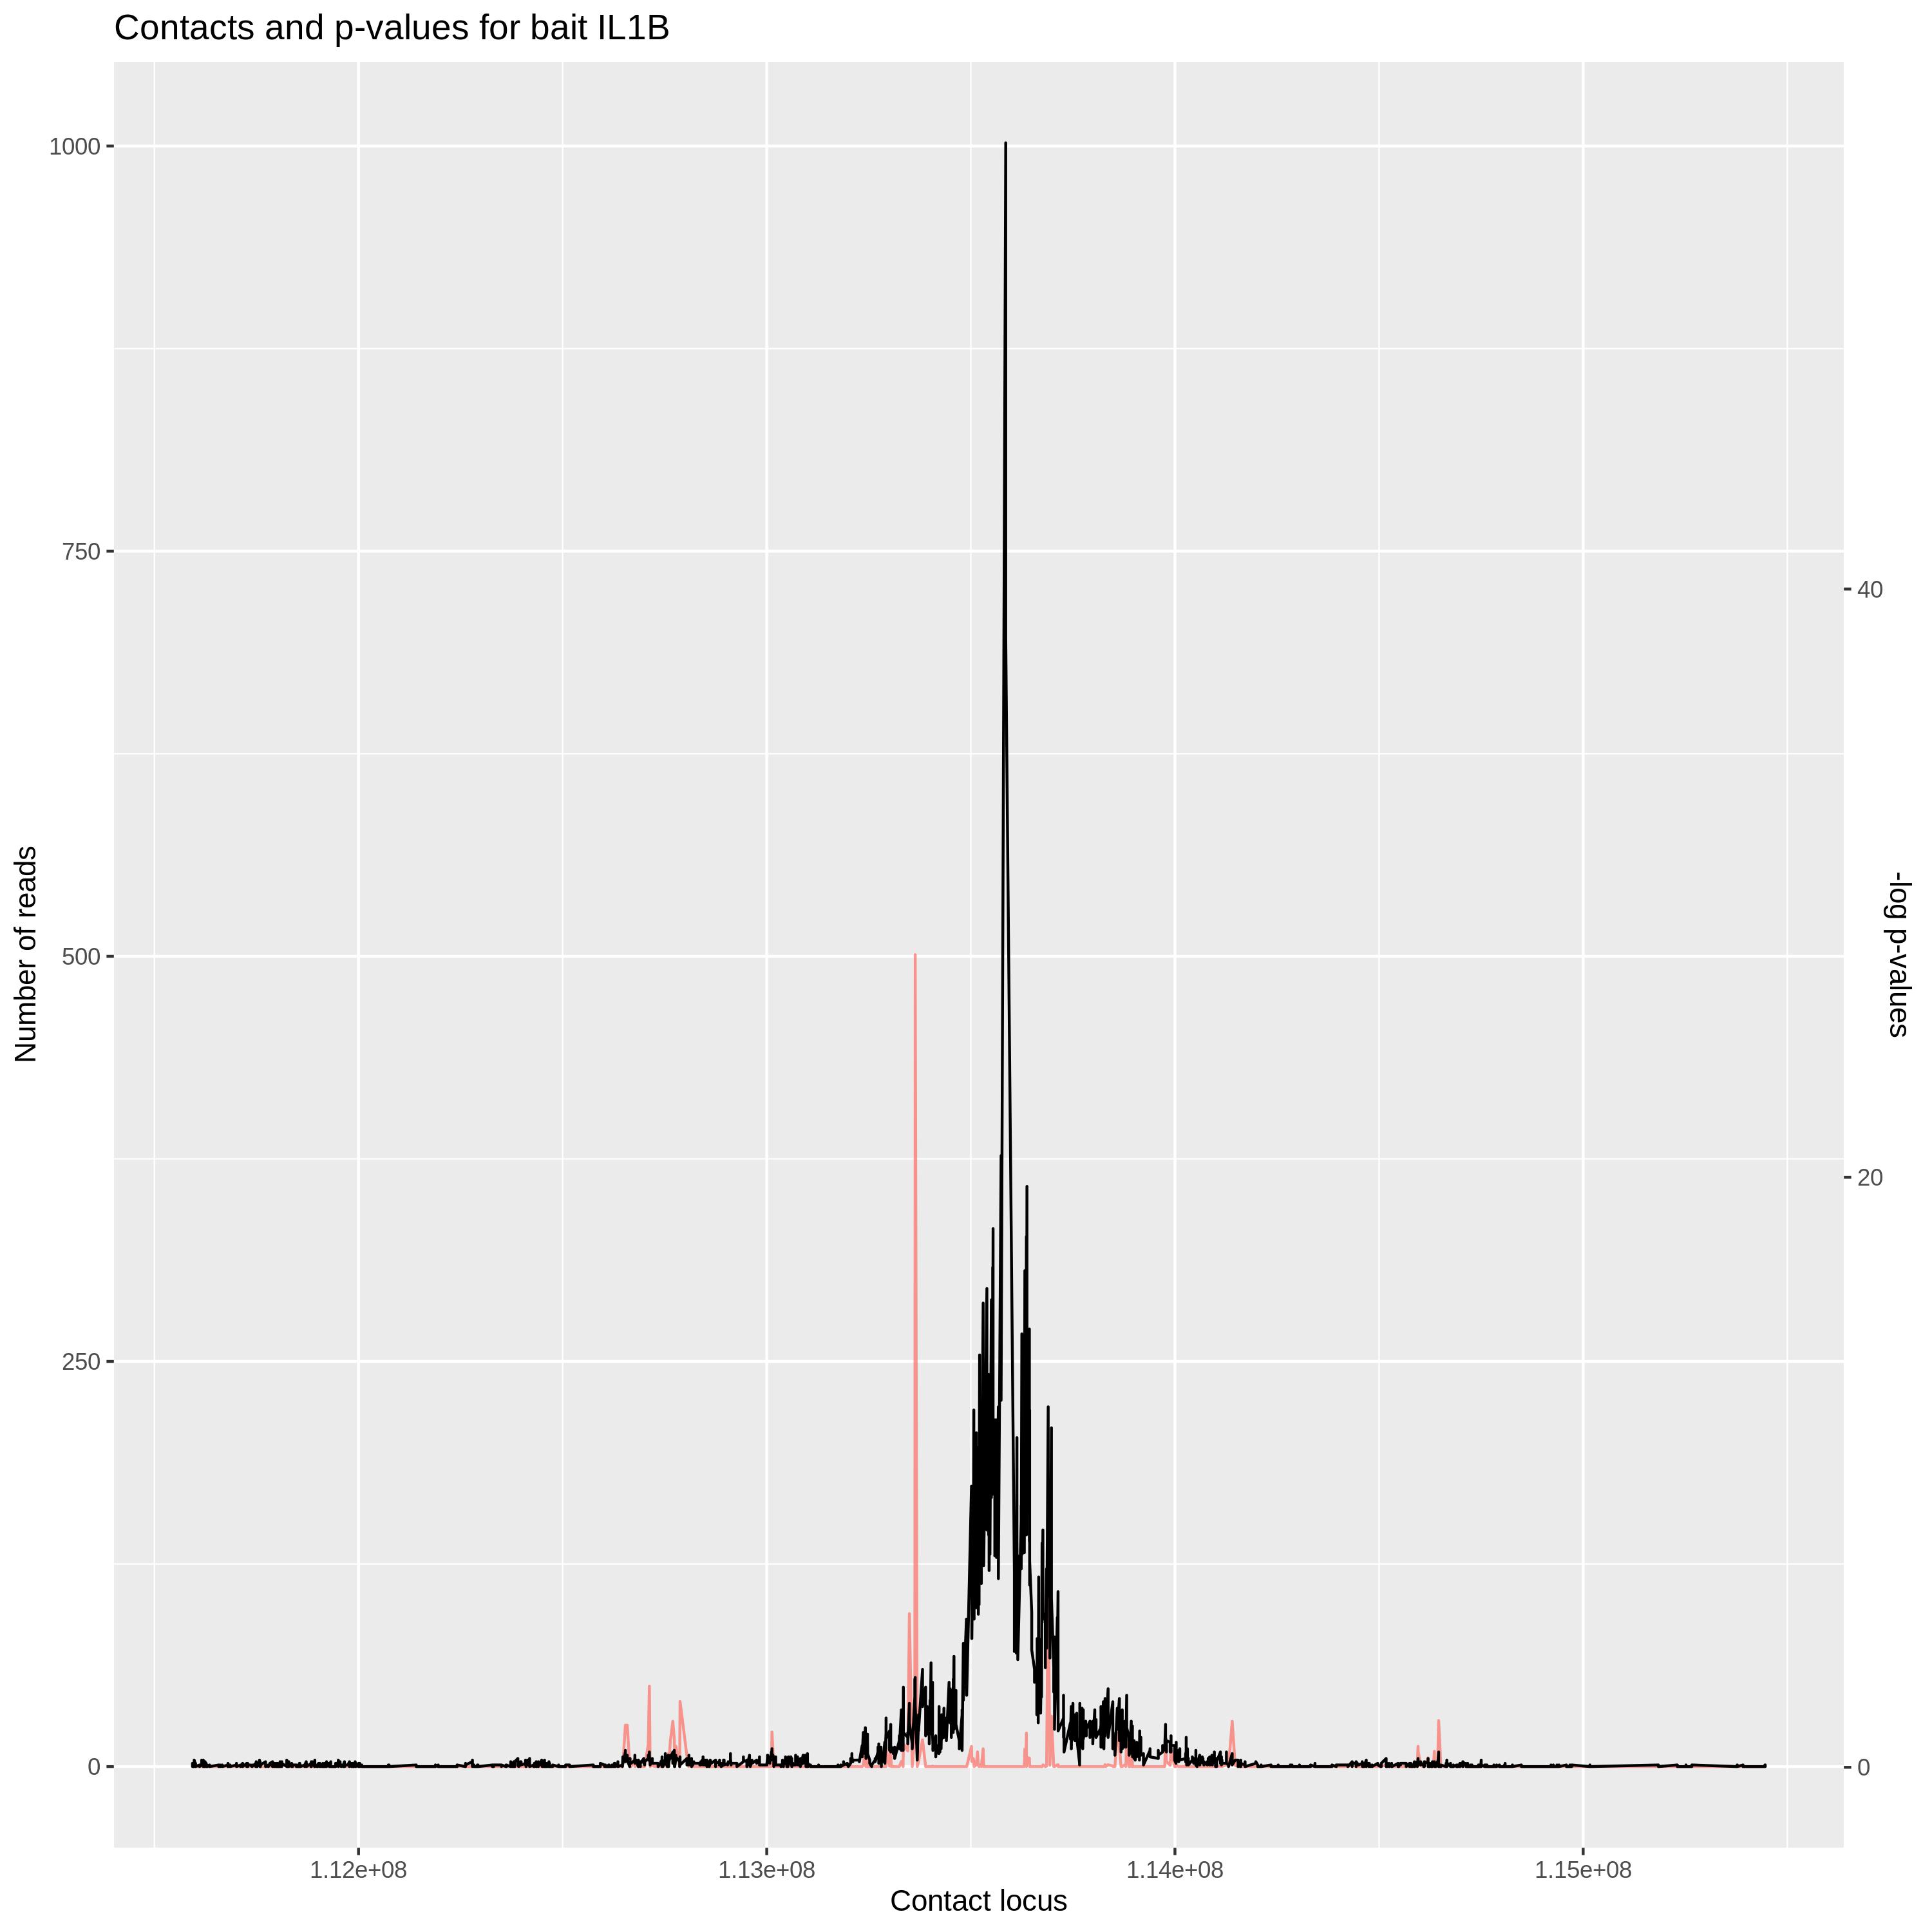 Contacts and p-values for bait IL1B
1000
750
500
250
0
Number of reads
40
20
0
-log p-values
1.12e+08
1.13e+08
1.14e+08
1.15e+08
Contact locus